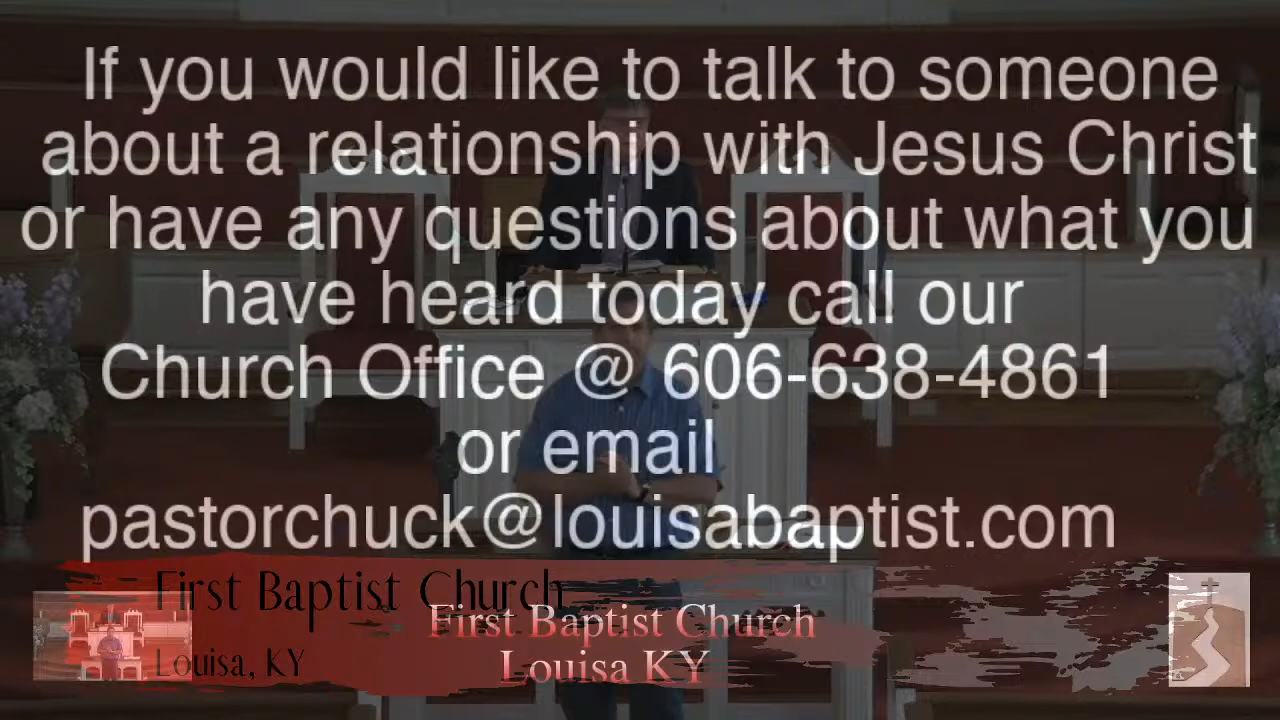 If you would like to talk to someone
about a relationship with Jesus Christ
or have any questions about what you
have heard today call our
Church Office @ 606-638-4861
or email
pastorchuck@louisabaptist.com
First Baptist Church
Louisa, KY
First Baptist Church
Louisa KY